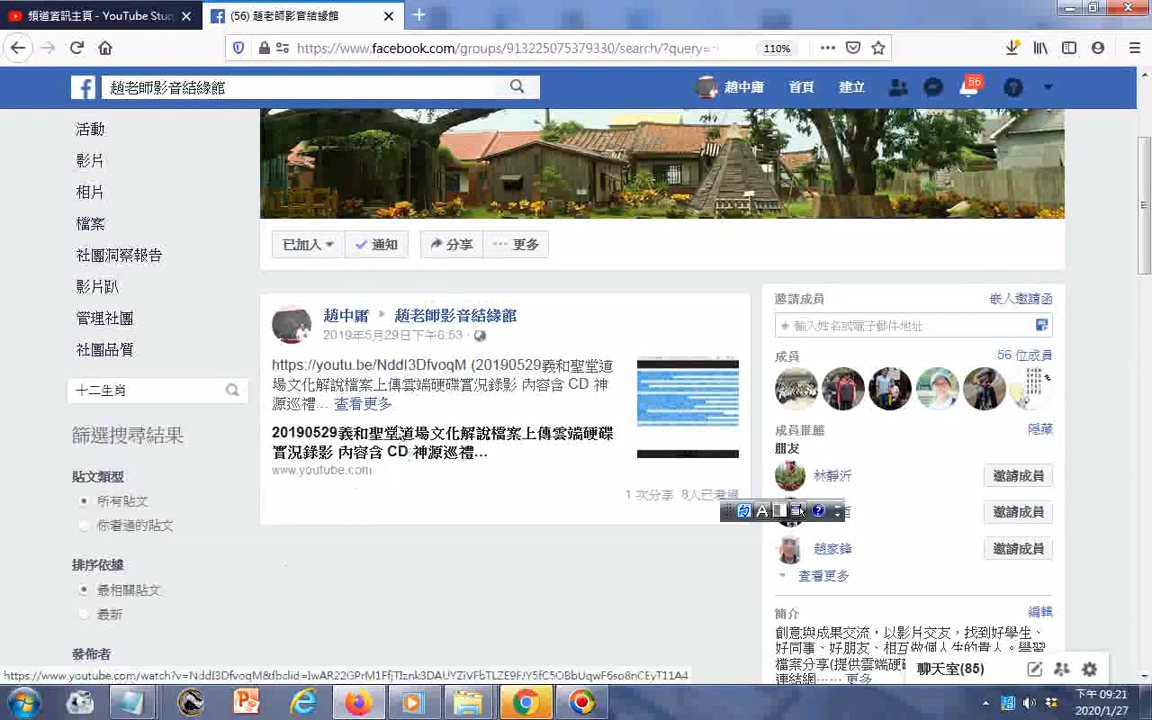 頻道資訊主頁 - YouTube Stu
(56) 趙老師影音結緣館
https://www.facebook.com/groups/913225075379330/search/?query=
110%
趙老師影音結緣館
趙中庸
首頁
建立
56
活動
影片
相片
檔案
社團洞察報告
影片趴
管理社團
社團品質
十二生肖
篩選搜尋結果
貼文類型
所有貼文
你看過的貼文
排序依據
最相關貼文
最新
發佈者
已加入
通知
分享
更多
趙中庸
趙老師影音結緣館
2019年5月29日下午6:53
https://youtu.be/NddI3DfvoqM (20190529義和聖堂道
場文化解說檔案上傳雲端硬碟實況錄影 內容含 CD 神
源巡禮... 查看更多
20190529義和聖堂道場文化解說檔案上傳雲端硬碟
實況錄影 內容含 CD 神源巡禮...
www.youtube.com
1 次分享 8人已看過
邀請成員
嵌入邀請函
輸入姓名或電子郵件地址
成員
56 位成員
成員推薦
隱藏
朋友
林靜沂
邀請成員
邀請成員
趙家鋒
邀請成員
查看更多
簡介
編輯
創意與成果交流，以影片交友，找到好學生、
好同事、好朋友、相互做個人生的貴人。學習
檔案分享(提供雲端硬碟
連結網
更多
聊天室(85)
https://www.youtube.com/watch?v=NddI3DfvoqM&fbclid=IwAR22GPrM1FfjTIznk3DAUYZiVFbTLZE9FJY5fC5OBbUqwF6so8nCEyT11A4
下午 09:21
2020/1/27